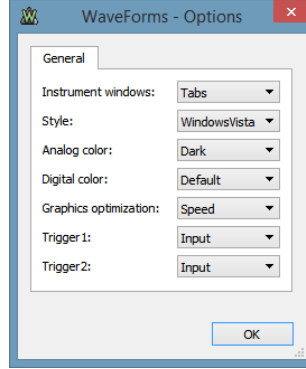 WaveForms - Options
General
Instrument windows: Tabs
Style: WindowsVista
Analog color: Dark
Digital color: Default
Graphics optimization: Speed
Trigger1: Input
Trigger2: Input
OK